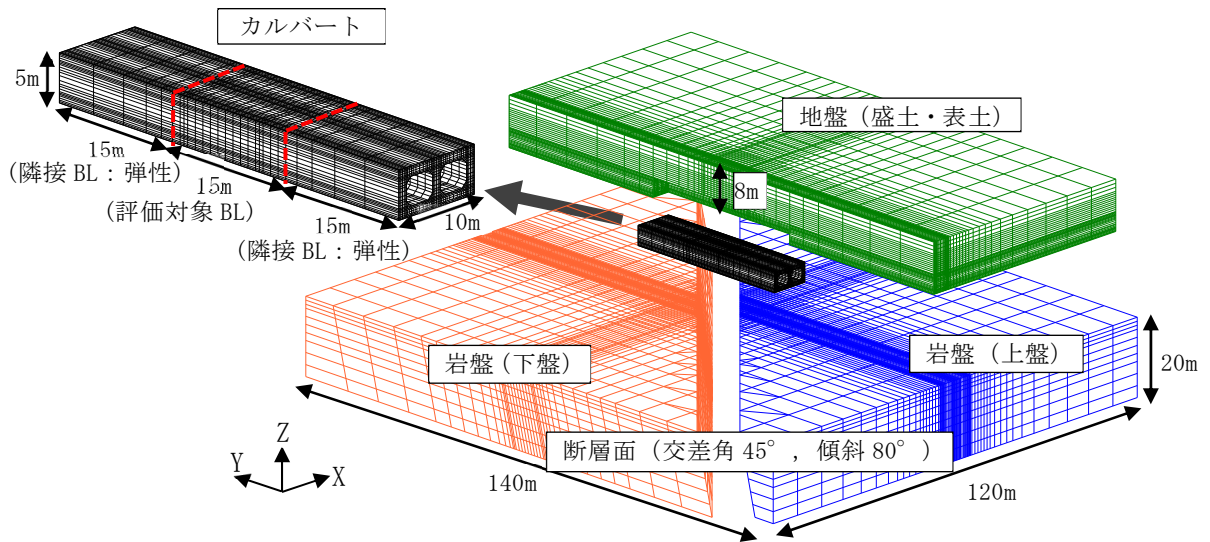 カルバート
5m
15m
(隣接 BL：弾性)
15m
(評価対象 BL)
15m
(隣接 BL：弾性)
10m
地盤（盛土・表土）
8m
岩盤（下盤）
岩盤（上盤）
20m
断層面（交差角 45°，傾斜 80°）
140m
120m
Z
Y
X